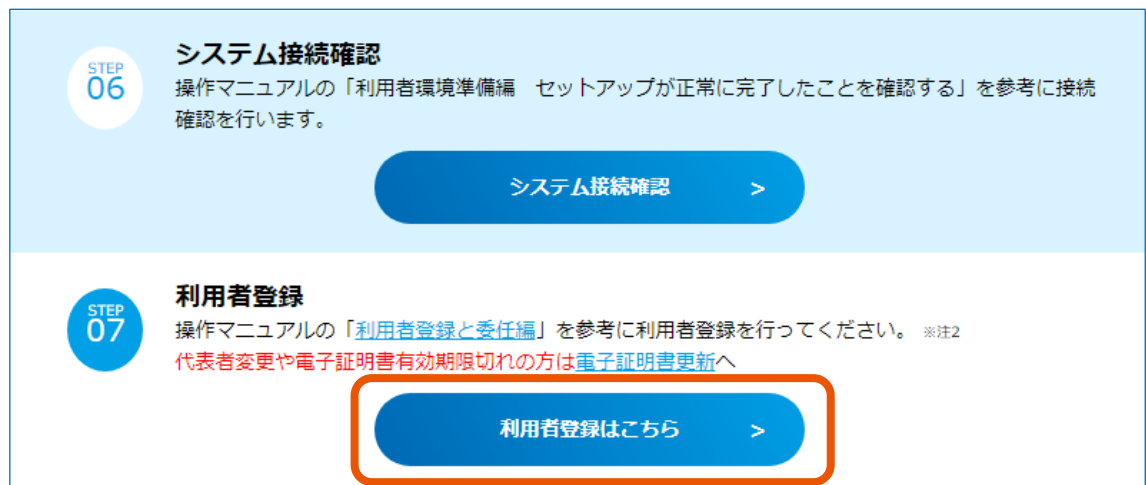 STEP
06
システム接続確認
操作マニュアルの「利用者環境準備編　セットアップが正常に完了したことを確認する」を参考に接続
確認を行います。
システム接続確認 >
STEP
07
利用者登録
操作マニュアルの「利用者登録と委任編」を参考に利用者登録を行ってください。 ※注2
代表者変更や電子証明書有効期限切れの方は電子証明書更新へ
利用者登録はこちら >